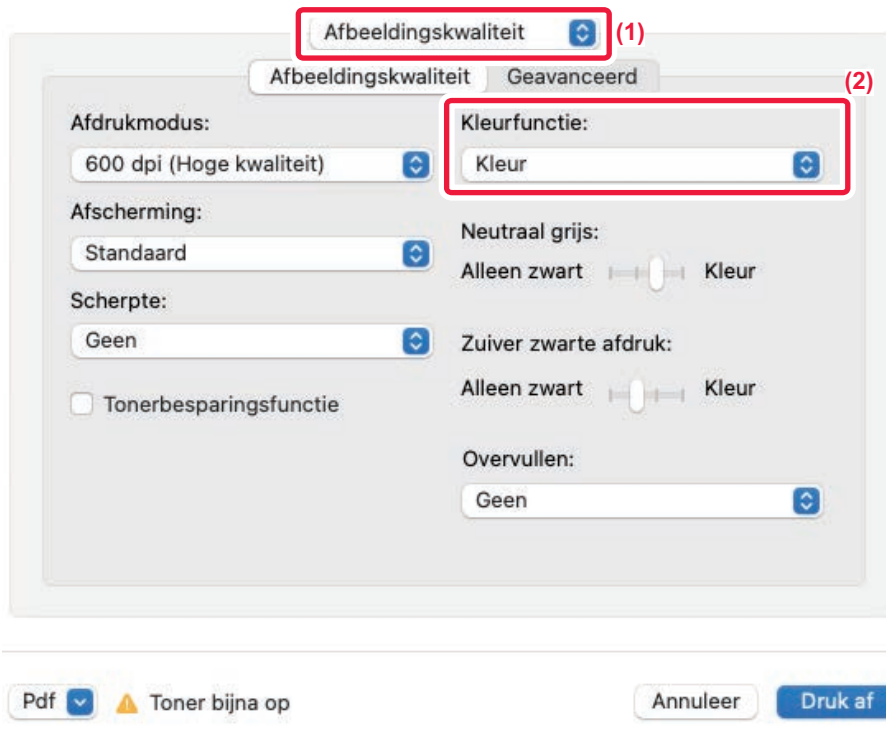 Afbeeldingskwaliteit (1)
Afbeeldingskwaliteit Geavanceerd
(2)
Afdrukmodus:
600 dpi (Hoge kwaliteit)
Afscherming:
Standaard
Scherpte:
Geen
Tonerbesparingsfunctie
Kleurfunctie:
Kleur
Neutraal grijs:
Alleen zwart Kleur
Zuiver zwarte afdruk:
Alleen zwart Kleur
Overvullen:
Geen
Pdf Toner bijna op Annuleer Druk af